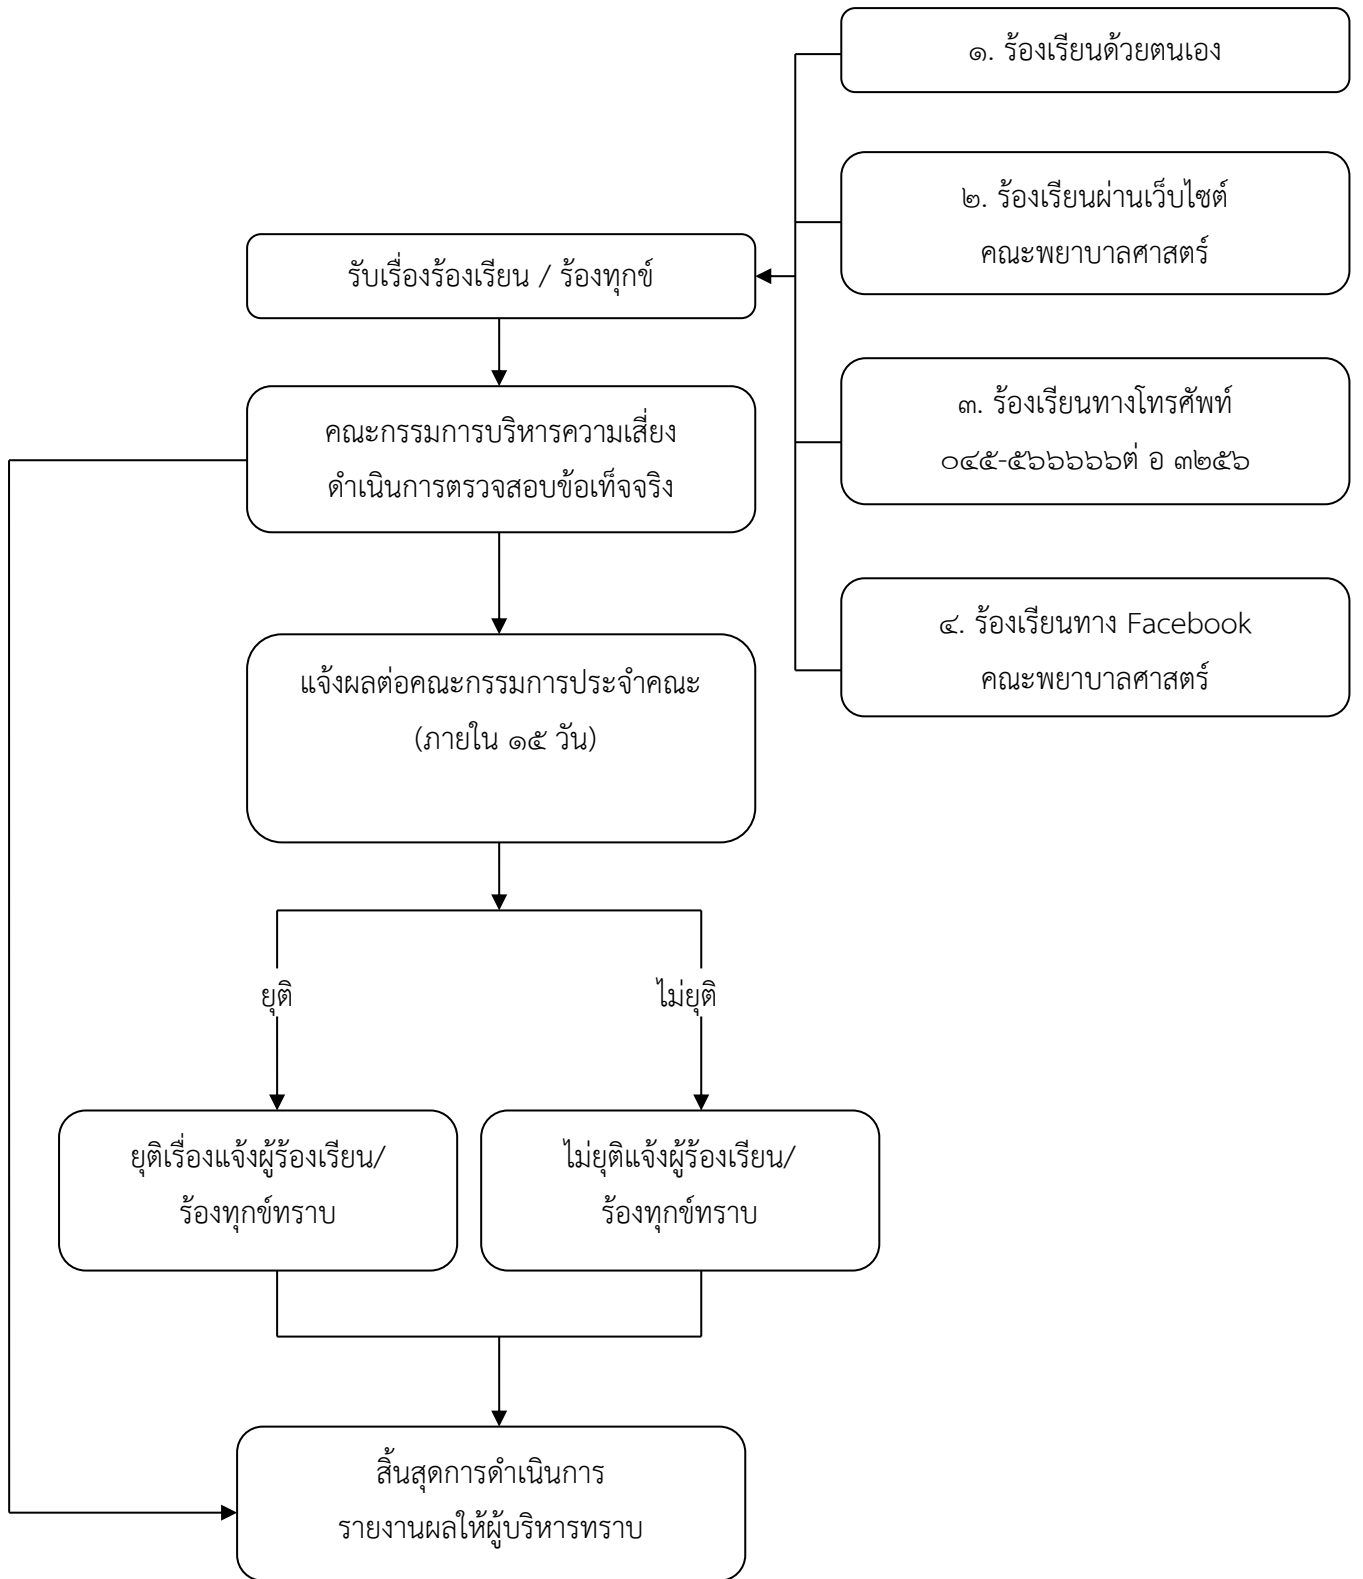 ๑. ร้องเรียนด้วยตนเอง
๒. ร้องเรียนผ่านเว็บไซต์
คณะพยาบาลศาสตร์
รับเรื่องร้องเรียน / ร้องทุกข์
๓. ร้องเรียนทางโทรศัพท์
๐๔๕-๕๖๖๖๖๖ต่ อ ๓๒๕๖
คณะกรรมการบริหารความเสี่ยง
ดำเนินการตรวจสอบข้อเท็จจริง
๔. ร้องเรียนทาง Facebook
คณะพยาบาลศาสตร์
แจ้งผลต่อคณะกรรมการประจำคณะ
(ภายใน ๑๕ วัน)
ยุติ
ไม่ยุติ
ยุติเรื่องแจ้งผู้ร้องเรียน/
ร้องทุกข์ทราบ
ไม่ยุติแจ้งผู้ร้องเรียน/
ร้องทุกข์ทราบ
สิ้นสุดการดำเนินการ
รายงานผลให้ผู้บริหารทราบ